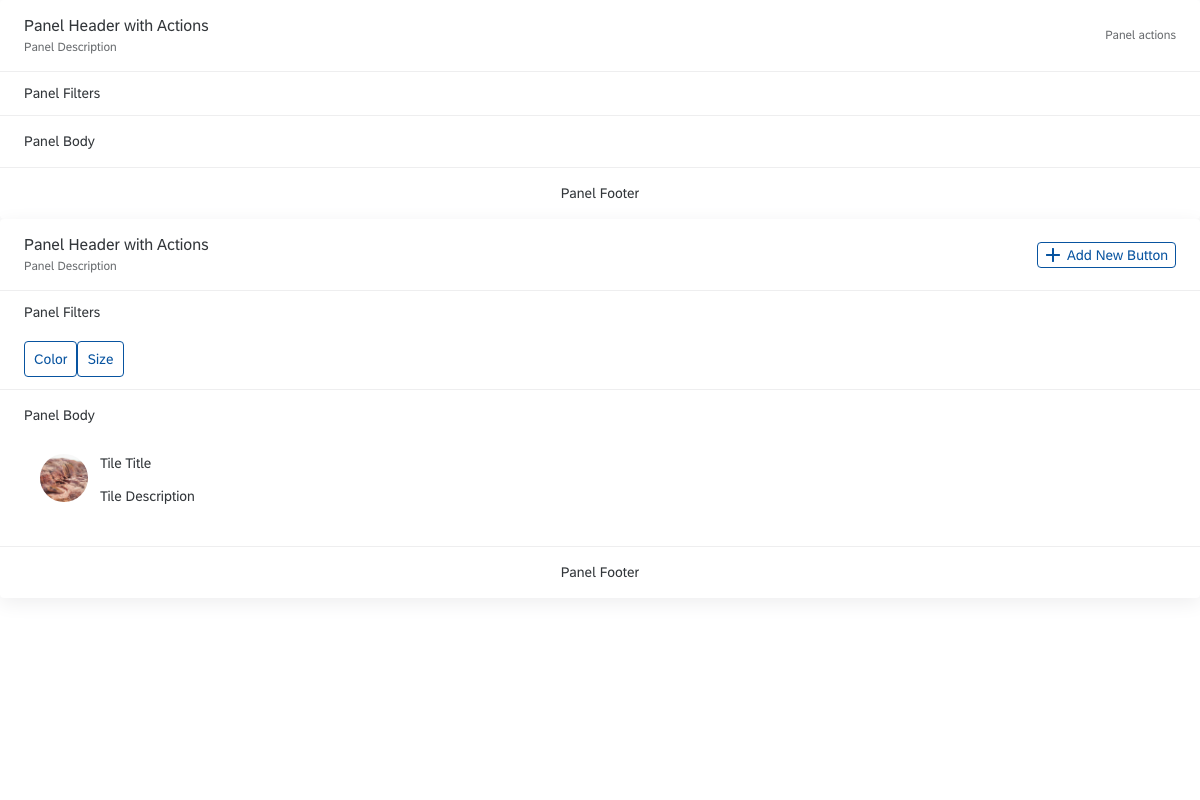 Panel Header with Actions
Panel Description
Panel actions
Panel Filters
Panel Body
Panel Footer
Panel Header with Actions
Panel Description
Add New Button
Panel Filters
Color Size
Panel Body
Tile Title
Tile Description
Panel Footer